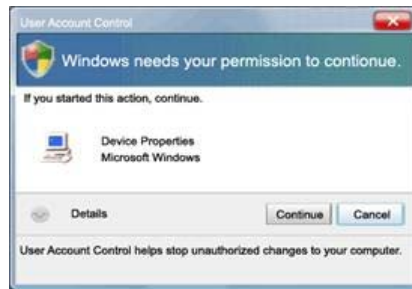 User Account Control
Windows needs your permission to contionue.
If you started this action, continue.
Device Properties
Microsoft Windows
Details
Continue
Cancel
User Account Control helps stop unauthorized changes to your computer.